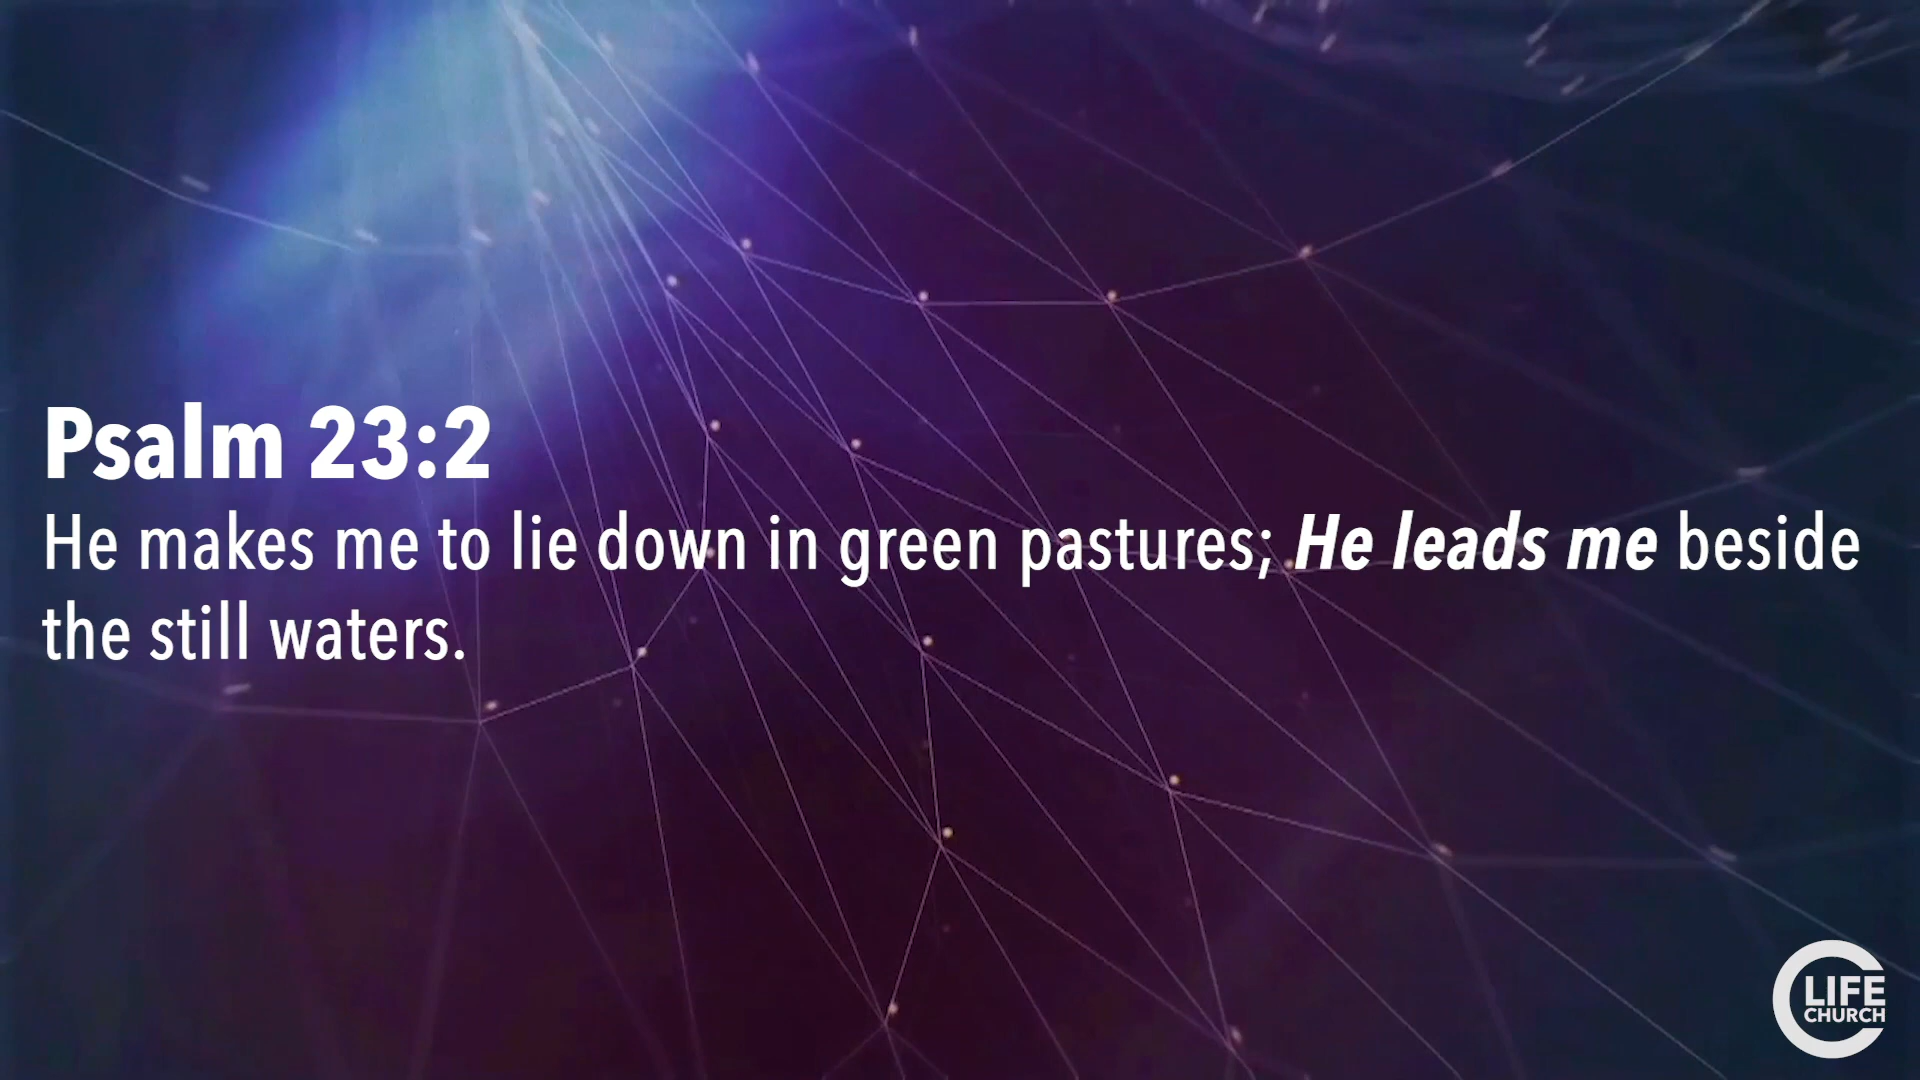 Psalm 23:2
He makes me to lie down in green pastures; He leads me beside
the still waters.
LIFE
CHURCH